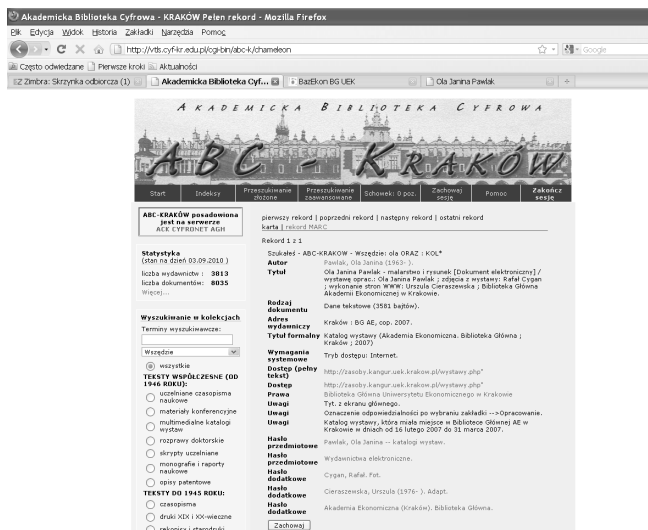 Akademicka Biblioteka Cyfrowa - KRAKÓW Pełen rekord - Mozilla Firefox
Plik Edycja Widok Historia Zakładki Narzędzia Pomoc
http://vtls.cyf-kr.edu.pl/cgi-bin/abc-k/chameleon
Google
Często odwiedzane Pierwsze kroki Aktualności
Zimbra: Skrzynka odbiorcza (1)
Akademicka Biblioteka Cyf...
BazEkon BG UEK
Ola Janina Pawlak
AKADEMICKA BIBLIOTEKA CYFROWA
ABC - KRAKÓW
Start
Indeksy
Przeszukiwanie złożone
Przeszukiwanie zaawansowane
Schowek: 0 poz.
Zachowaj sesję
Pomoc
Zakończ sesję
ABC-KRAKÓW posadowiona
jest na serwerze
ACK CYFRONET AGH
Statystyka
(stan na dzień 03.09.2010 )
liczba wydawnictw : 3813
liczba dokumentów: 8035
Więcej...
Wyszukiwanie w kolekcjach
Terminy wyszukiwawcze:
Wszędzie
wszystkie
TEKSTY WSPÓŁCZESNE (OD
1946 ROKU):
uczelniane czasopisma
naukowe
materiały konferencyjne
multimedialne katalogi
wystaw
rozprawy doktorskie
skrypty uczelniane
monografie i raporty
naukowe
opisy patentowe
TEKSTY DO 1945 ROKU:
czasopisma
druki XIX i XX-wieczne
rękopisy i starodruki
pierwszy rekord | poprzedni rekord | następny rekord | ostatni rekord
karta | rekord MARC
Rekord 1 z 1
Szukałeś - ABC-KRAKOW - Wszędzie: ola ORAZ : KOL*
Autor Pawlak, Ola Janina (1963- ).
Tytuł Ola Janina Pawlak - malarstwo i rysunek [Dokument elektroniczny] /
wystawę oprac.: Ola Janina Pawlak ; zdjęcia z wystawy: Rafał Cygan
; wykonanie stron WWW: Urszula Cieraszewska ; Biblioteka Główna
Akademii Ekonomicznej w Krakowie.
Rodzaj
dokumentu Dane tekstowe (3581 bajtów).
Adres
wydawniczy Kraków : BG AE, cop. 2007.
Tytuł formalny Katalog wystawy (Akademia Ekonomiczna. Biblioteka Główna ;
Kraków ; 2007)
Wymagania
systemowe Tryb dostępu: Internet.
Dostęp (pełny
tekst) http://zasoby.kangur.uek.krakow.pl/wystawy.php"
Dostęp http://zasoby.kangur.uek.krakow.pl/wystawy.php"
Prawa Biblioteka Główna Uniwersytetu Ekonomicznego w Krakowie
Uwagi Tyt. z ekranu głównego.
Uwagi Oznaczenie odpowiedzialności po wybraniu zakładki -->Opracowanie.
Uwagi Katalog wystawy, która miała miejsce w Bibliotece Głównej AE w
Krakowie w dniach od 16 lutego 2007 do 31 marca 2007.
Hasło
przedmiotowe Pawlak, Ola Janina -- katalogi wystaw.
Hasło
przedmiotowe Wydawnictwa elektroniczne.
Hasło
dodatkowe Cygan, Rafał. Fot.
Hasło
dodatkowe Cieraszewska, Urszula (1976- ). Adapt.
Hasło
dodatkowe Akademia Ekonomiczna (Kraków). Biblioteka Główna.
Zachowaj